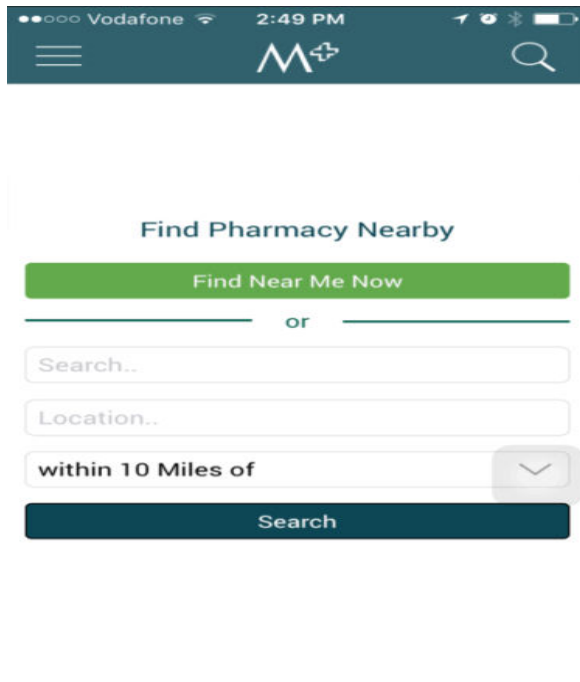 Vodafone 2:49 PM
M+
Find Pharmacy Nearby
Find Near Me Now
or
Search..
Location..
within 10 Miles of
Search